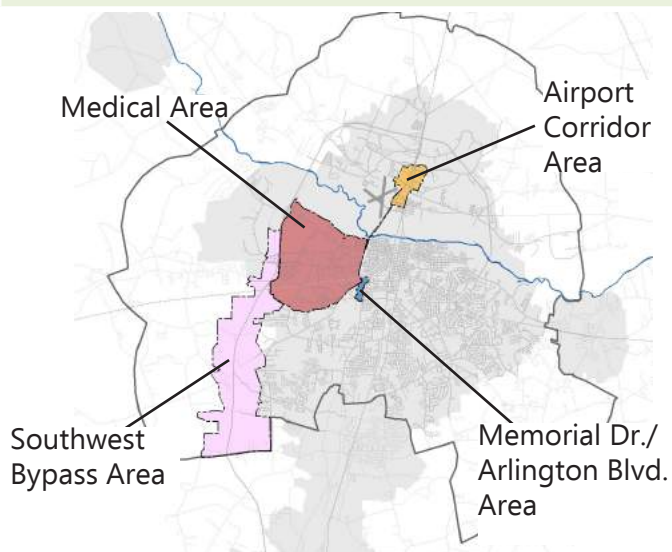 Medical Area
Airport
Corridor
Area
Southwest
Bypass Area
Memorial Dr./
Arlington Blvd.
Area